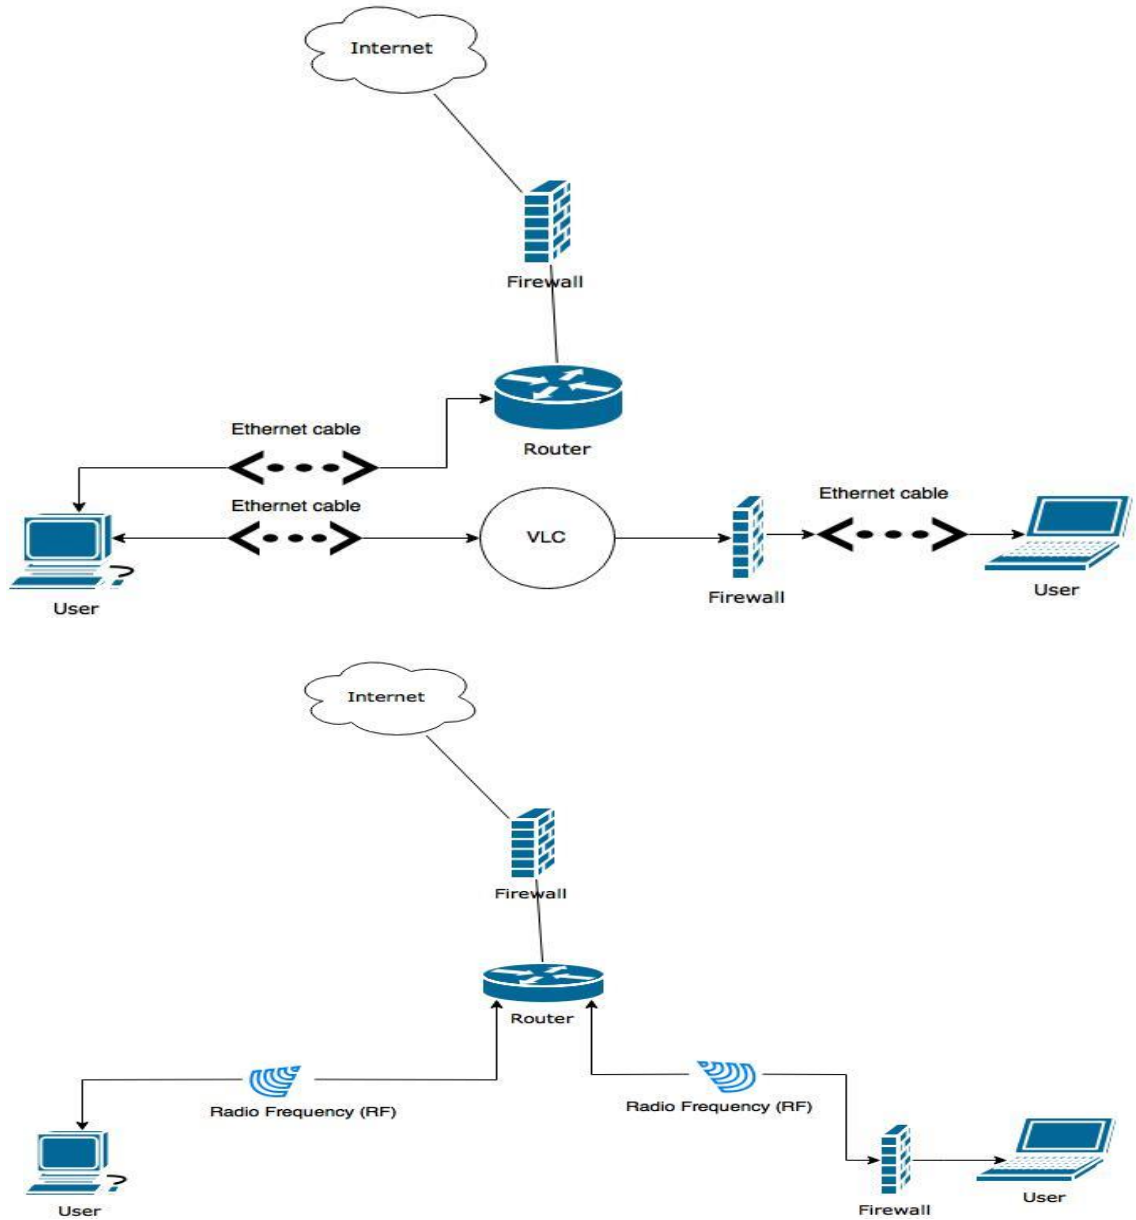 Internet
Firewall
Router
Ethernet cable
Ethernet cable
VLC
Ethernet cable
User
Firewall
User
Internet
Firewall
Router
Radio Frequency (RF)
Radio Frequency (RF)
User
Firewall
User